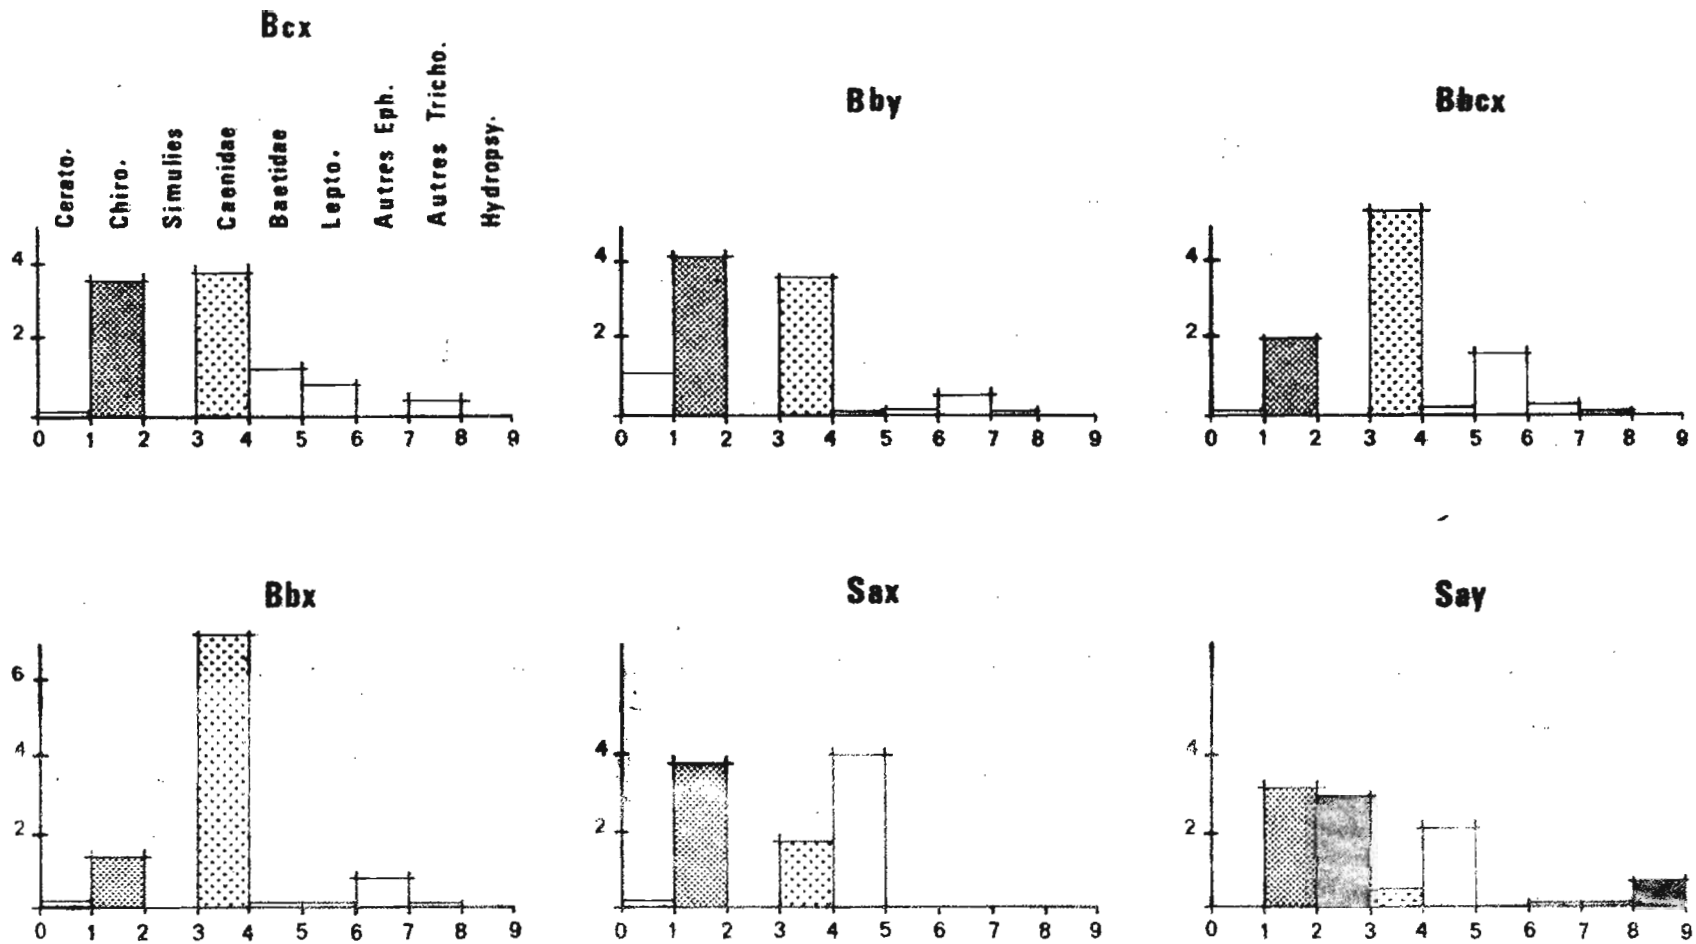 Bcx
Cerato.
Chiro.
Simulies
Caenidae
Baetidae
Lepto.
Autres Eph.
Autres Tricho.
Hydropsy.
4
2
0 1 2 3 4 5 6 7 8 9
Bby
4
2
0 1 2 3 4 5 6 7 8 9
Bbcx
4
2
0 1 2 3 4 5 6 7 8 9
Bbx
6
4
2
0 1 2 3 4 5 6 7 8 9
Sax
4
2
0 1 2 3 4 5 6 7 8 9
Say
4
2
0 1 2 3 4 5 6 7 8 9